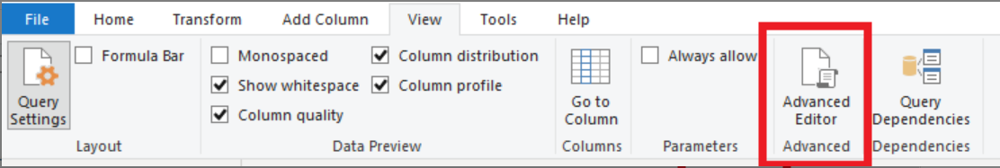 File Home Transform Add Column View Tools Help
Formula Bar Monospaced Column distribution Always allow
Show whitespace Column profile
Query Settings Column quality Go to Column Advanced Editor Query Dependencies
Layout Data Preview Columns Parameters Advanced Dependencies